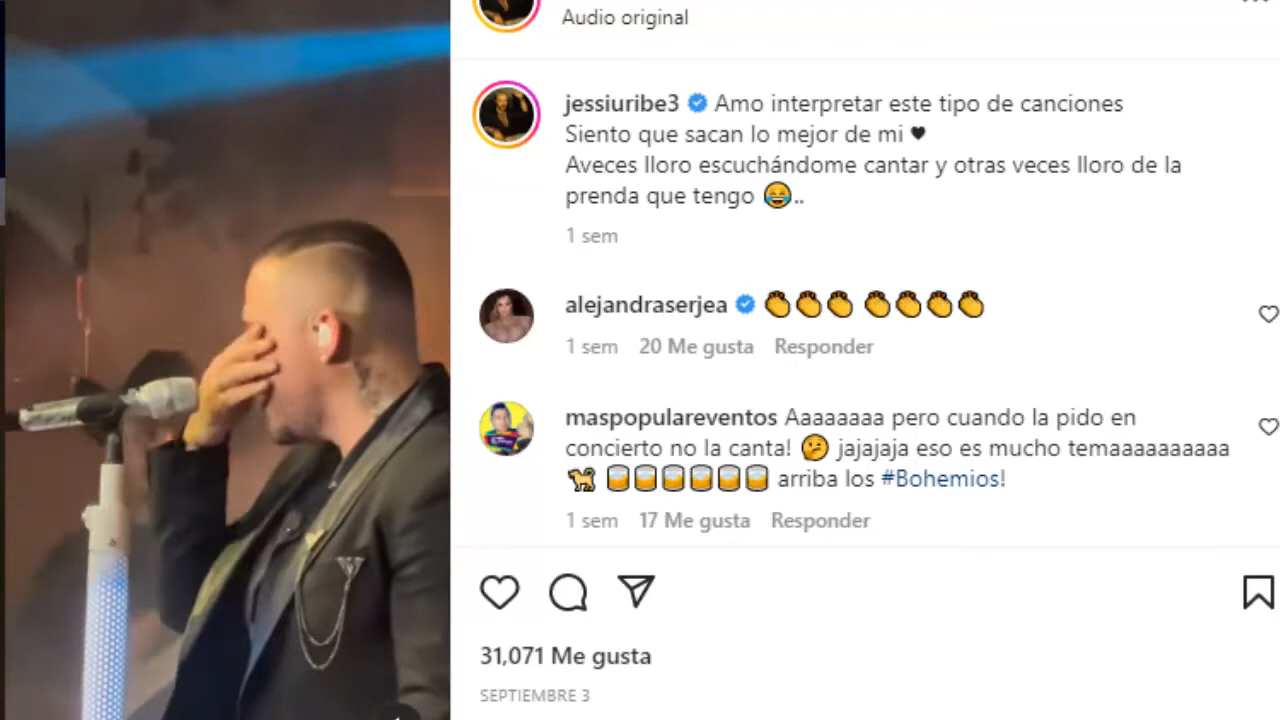 Audio original
jessiuribe3 Amo interpretar este tipo de canciones
Siento que sacan lo mejor de mi ♥
Aveces lloro escuchándome cantar y otras veces lloro de la
prenda que tengo 😂..
1 sem
alejandraserjea 👏👏👏 👏👏👏👏
1 sem 20 Me gusta Responder
maspopulareventos Aaaaaaaa pero cuando la pido en
concierto no la canta! 🤔 jajajaja eso es mucho temaaaaaaaaaa
🐕 🥃🥃🥃🥃🥃🥃 arriba los #Bohemios!
1 sem 17 Me gusta Responder
31,071 Me gusta
SEPTIEMBRE 3